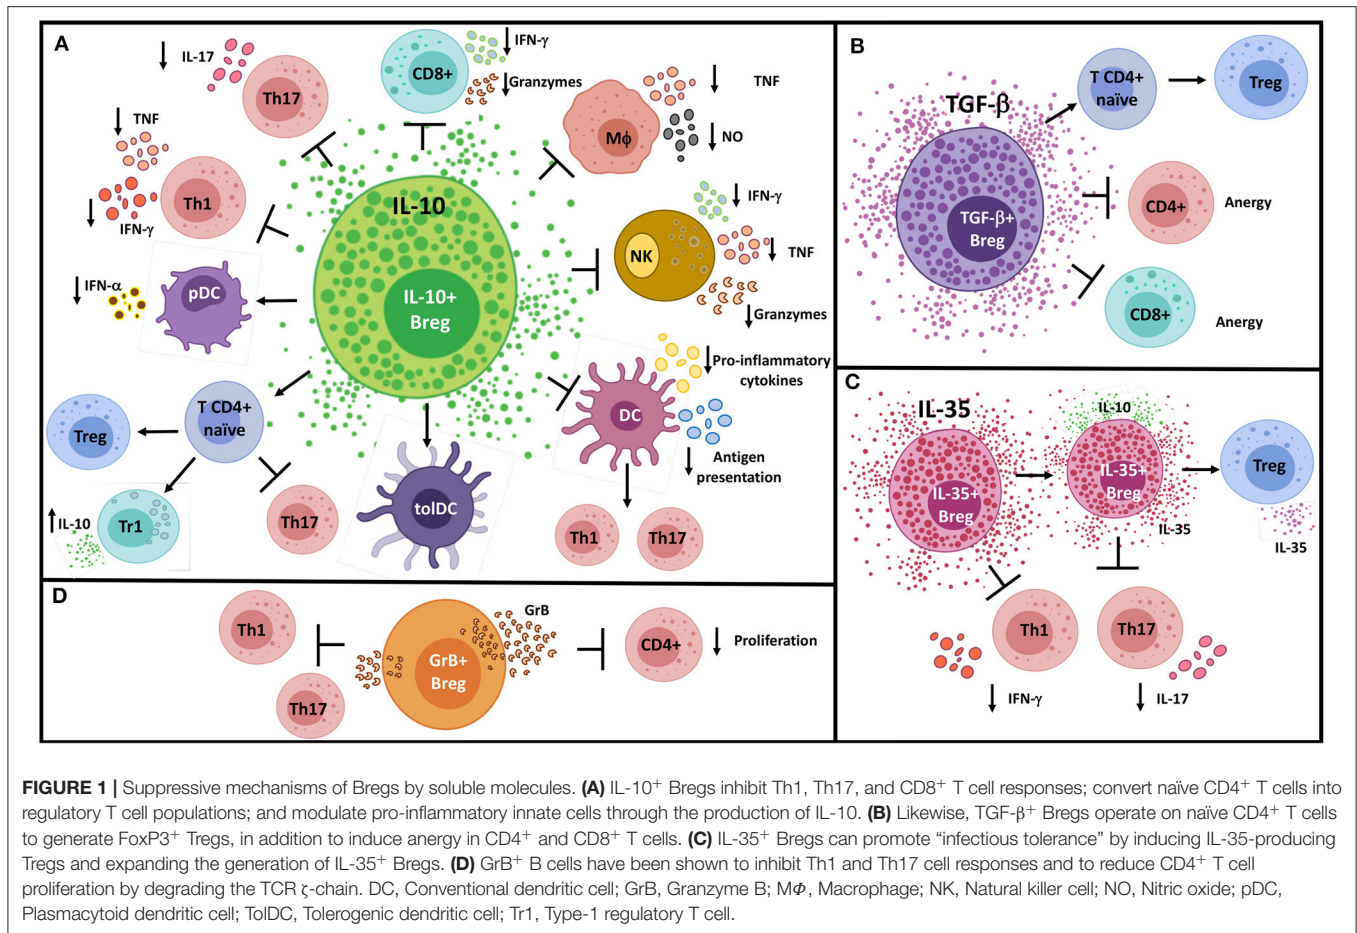 A
IL-17
Th17
CD8+
IFN-γ
Granzymes
TNF
Mϕ
NO
TNF
Th1
IFN-γ
IL-10
IL-10+
Breg
IFN-γ
NK
TNF
Granzymes
IFN-α
pDC
Pro-inflammatory
cytokines
DC
Antigen
presentation
T CD4+
naïve
Treg
IL-10
Tr1
Th17
tolDC
Th1
Th17
B
TGF-β
T CD4+
naïve
Treg
TGF-β+
Breg
CD4+
Anergy
CD8+
Anergy
C
IL-35
IL-35+
Breg
IL-10
IL-35+
Breg
IL-35
Treg
IL-35
Th1
Th17
IFN-γ
IL-17
D
Th1
Th17
GrB+
Breg
GrB
CD4+
Proliferation
FIGURE 1 | Suppressive mechanisms of Bregs by soluble molecules. (A) IL-10⁺ Bregs inhibit Th1, Th17, and CD8⁺ T cell responses; convert naïve CD4⁺ T cells into
regulatory T cell populations; and modulate pro-inflammatory innate cells through the production of IL-10. (B) Likewise, TGF-β⁺ Bregs operate on naïve CD4⁺ T cells
to generate FoxP3⁺ Tregs, in addition to induce anergy in CD4⁺ and CD8⁺ T cells. (C) IL-35⁺ Bregs can promote “infectious tolerance” by inducing IL-35-producing
Tregs and expanding the generation of IL-35⁺ Bregs. (D) GrB⁺ B cells have been shown to inhibit Th1 and Th17 cell responses and to reduce CD4⁺ T cell
proliferation by degrading the TCR ζ-chain. DC, Conventional dendritic cell; GrB, Granzyme B; MΦ, Macrophage; NK, Natural killer cell; NO, Nitric oxide; pDC,
Plasmacytoid dendritic cell; TolDC, Tolerogenic dendritic cell; Tr1, Type-1 regulatory T cell.